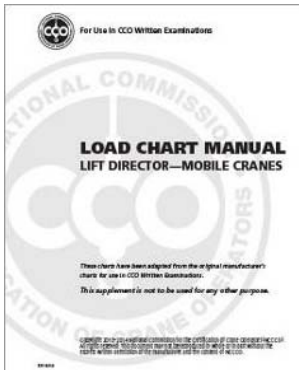 CCO
For Use in CCO Written Examinations
NATIONAL COMMISSION
LOAD CHART MANUAL
LIFT DIRECTOR—MOBILE CRANES
CCO
These charts have been adapted from the original manufacturer's
charts for use in CCO Written Examinations.
This supplement is not to be used for any other purpose.
OF CRANE OPERATORS